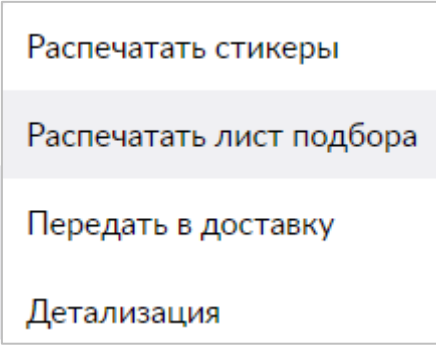 Распечатать стикеры
Распечатать лист подбора
Передать в доставку
Детализация